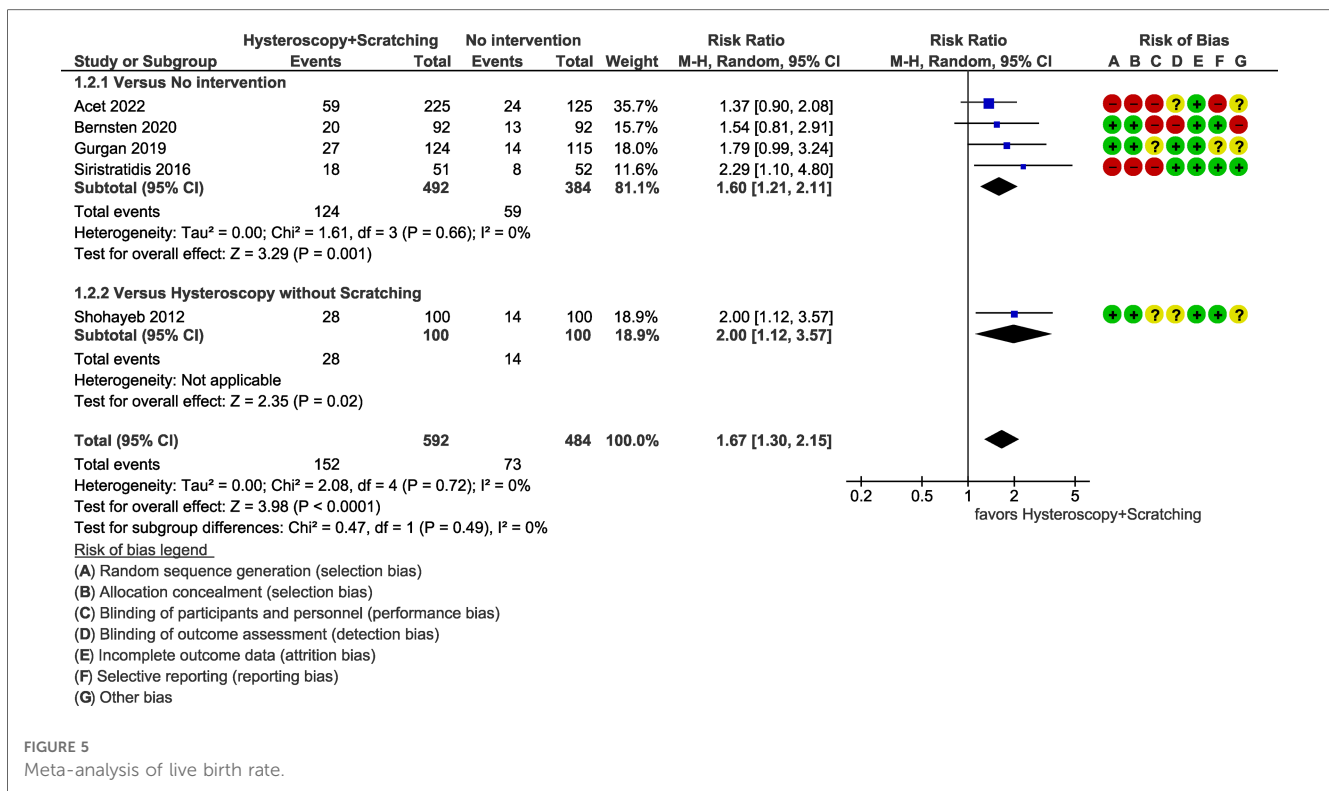 Hysteroscopy+Scratching No intervention Risk Ratio Risk Ratio Risk of Bias
Study or Subgroup Events Total Events Total Weight M-H, Random, 95% CI M-H, Random, 95% CI A B C D E F G
1.2.1 Versus No intervention
Acet 2022 59 225 24 125 35.7% 1.37 [0.90, 2.08] - - - ? + - ?
Bernsten 2020 20 92 13 92 15.7% 1.54 [0.81, 2.91] + + - - + + -
Gurgan 2019 27 124 14 115 18.0% 1.79 [0.99, 3.24] + + ? + + ? ?
Siristratidis 2016 18 51 8 52 11.6% 2.29 [1.10, 4.80] - - - + + + +
Subtotal (95% CI) 492 384 81.1% 1.60 [1.21, 2.11]
Total events 124 59
Heterogeneity: Tau² = 0.00; Chi² = 1.61, df = 3 (P = 0.66); I² = 0%
Test for overall effect: Z = 3.29 (P = 0.001)
1.2.2 Versus Hysteroscopy without Scratching
Shohayeb 2012 28 100 14 100 18.9% 2.00 [1.12, 3.57] + + ? ? + + ?
Subtotal (95% CI) 100 100 18.9% 2.00 [1.12, 3.57]
Total events 28 14
Heterogeneity: Not applicable
Test for overall effect: Z = 2.35 (P = 0.02)
Total (95% CI) 592 484 100.0% 1.67 [1.30, 2.15]
Total events 152 73
Heterogeneity: Tau² = 0.00; Chi² = 2.08, df = 4 (P = 0.72); I² = 0%
0.2 0.5 1 2 5
Test for overall effect: Z = 3.98 (P < 0.0001)
favors Hysteroscopy+Scratching
Test for subgroup differences: Chi² = 0.47, df = 1 (P = 0.49), I² = 0%
Risk of bias legend
(A) Random sequence generation (selection bias)
(B) Allocation concealment (selection bias)
(C) Blinding of participants and personnel (performance bias)
(D) Blinding of outcome assessment (detection bias)
(E) Incomplete outcome data (attrition bias)
(F) Selective reporting (reporting bias)
(G) Other bias
FIGURE 5
Meta-analysis of live birth rate.